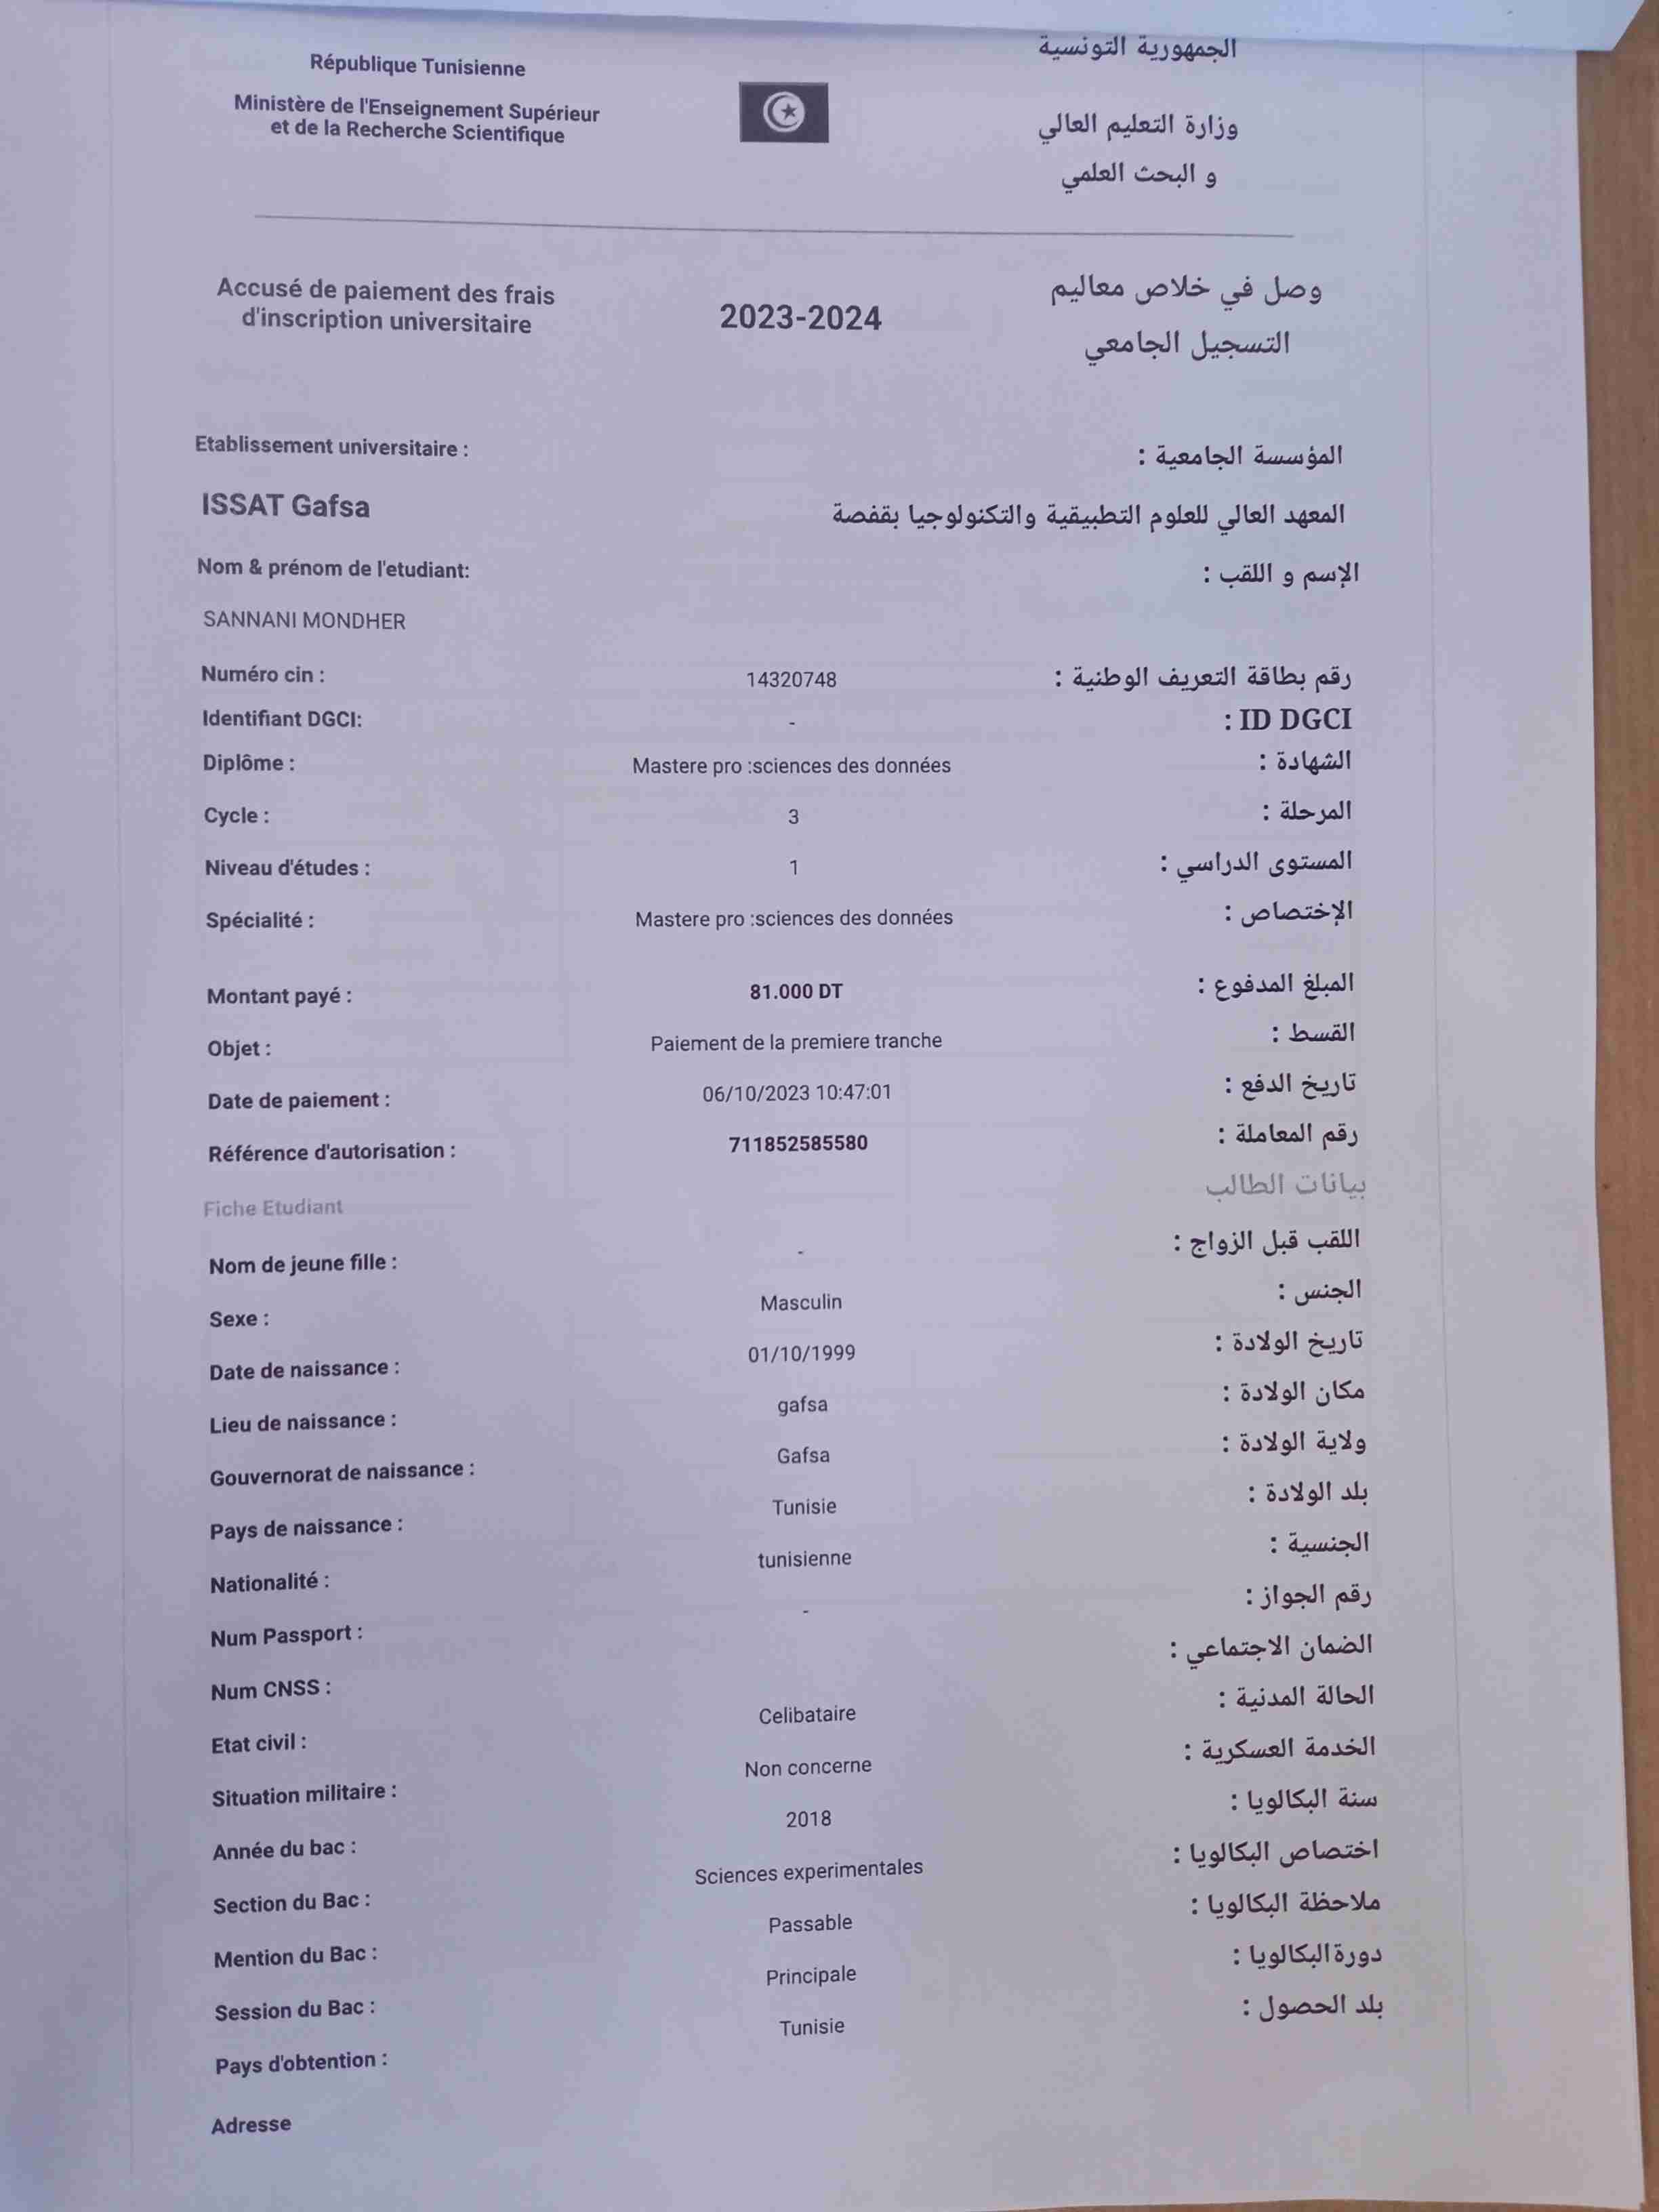 République Tunisienne
Ministère de l'Enseignement Supérieur
et de la Recherche Scientifique
الجمهورية التونسية
وزارة التعليم العالي
و البحث العلمي
Accusé de paiement des frais
d'inscription universitaire
2023-2024
وصل في خلاص معاليم
التسجيل الجامعي
Etablissement universitaire : المؤسسة الجامعية :
ISSAT Gafsa المعهد العالي للعلوم التطبيقية والتكنولوجيا بقفصة
Nom & prénom de l'etudiant: الإسم و اللقب :
SANNANI MONDHER
Numéro cin : 14320748 رقم بطاقة التعريف الوطنية :
Identifiant DGCI: - ID DGCI :
Diplôme : Mastere pro :sciences des données الشهادة :
Cycle : 3 المرحلة :
Niveau d'études : 1 المستوى الدراسي :
Spécialité : Mastere pro :sciences des données الإختصاص :
Montant payé : 81.000 DT المبلغ المدفوع :
Objet : Paiement de la premiere tranche القسط :
Date de paiement : 06/10/2023 10:47:01 تاريخ الدفع :
Référence d'autorisation : 711852585580 رقم المعاملة :
Fiche Etudiant بيانات الطالب
Nom de jeune fille : - اللقب قبل الزواج :
Sexe : Masculin الجنس :
Date de naissance : 01/10/1999 تاريخ الولادة :
Lieu de naissance : gafsa مكان الولادة :
Gouvernorat de naissance : Gafsa ولاية الولادة :
Pays de naissance : Tunisie بلد الولادة :
Nationalité : tunisienne الجنسية :
Num Passport : - رقم الجواز :
Num CNSS : الضمان الاجتماعي :
Etat civil : Celibataire الحالة المدنية :
Situation militaire : Non concerne الخدمة العسكرية :
Année du bac : 2018 سنة البكالويا :
Section du Bac : Sciences experimentales اختصاص البكالويا :
Mention du Bac : Passable ملاحظة البكالويا :
Session du Bac : Principale دورة البكالويا :
Pays d'obtention : Tunisie بلد الحصول :
Adresse